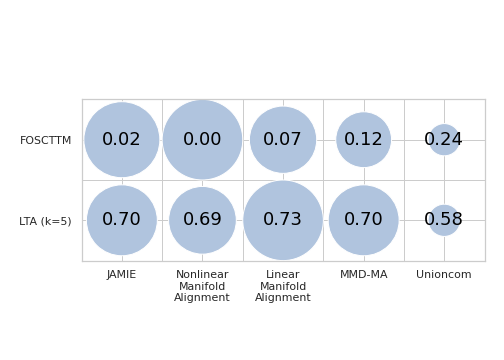 FOSCTTM 0.02 0.00 0.07 0.12 0.24
LTA (k=5) 0.70 0.69 0.73 0.70 0.58
JAMIE Nonlinear Linear MMD-MA Unioncom
Manifold Manifold
Alignment Alignment